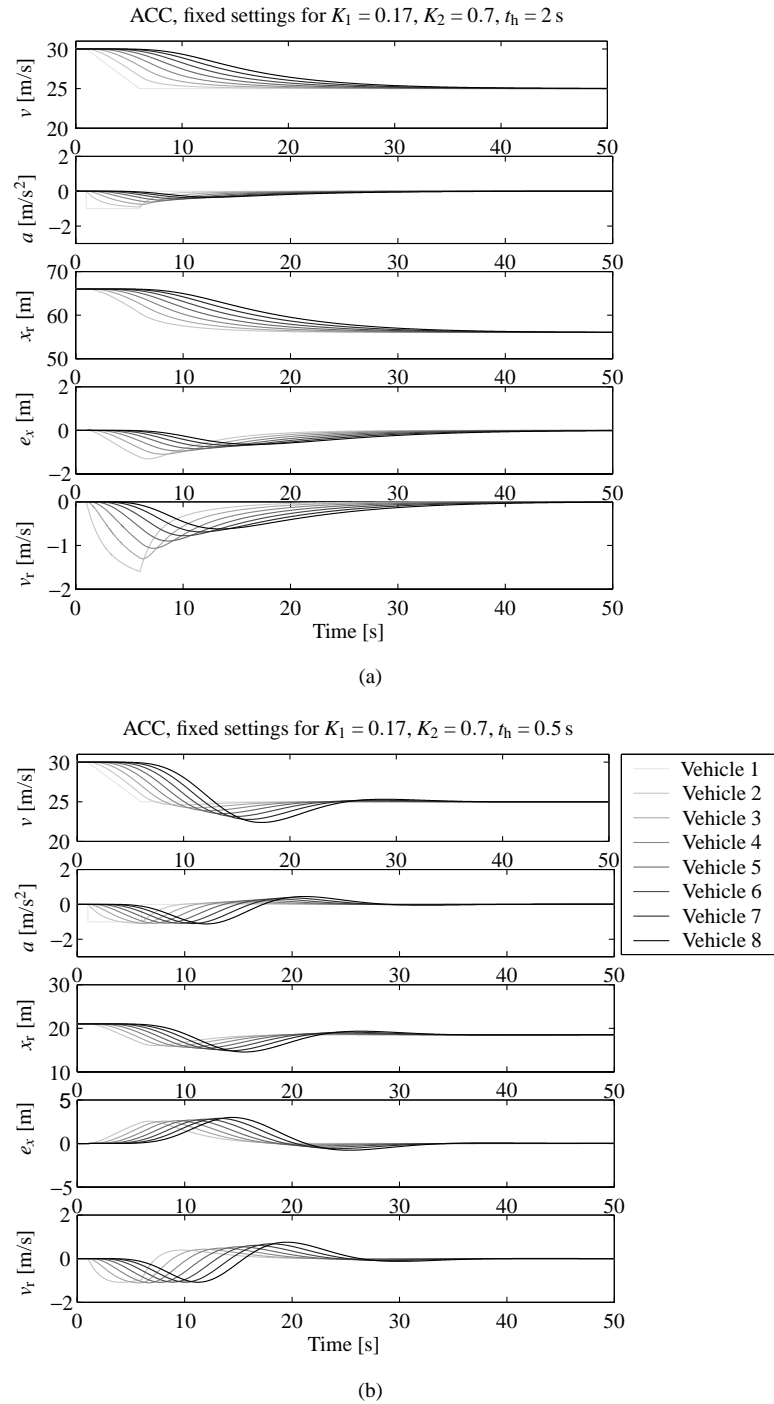 ACC, fixed settings for K1 = 0.17, K2 = 0.7, th = 2 s
30
25
20
v [m/s]
0 10 20 30 40 50
2
0
−2
a [m/s²]
0 10 20 30 40 50
70
60
50
xr [m]
0 10 20 30 40 50
2
0
−2
ex [m]
0 10 20 30 40 50
0
−1
−2
vr [m/s]
0 10 20 30 40 50
Time [s]
(a)
ACC, fixed settings for K1 = 0.17, K2 = 0.7, th = 0.5 s
30
25
20
v [m/s]
0 10 20 30 40 50
Vehicle 1
Vehicle 2
Vehicle 3
Vehicle 4
Vehicle 5
Vehicle 6
Vehicle 7
Vehicle 8
2
0
−2
a [m/s²]
0 10 20 30 40 50
30
20
10
xr [m]
0 10 20 30 40 50
5
0
−5
ex [m]
0 10 20 30 40 50
2
0
−2
vr [m/s]
0 10 20 30 40 50
Time [s]
(b)